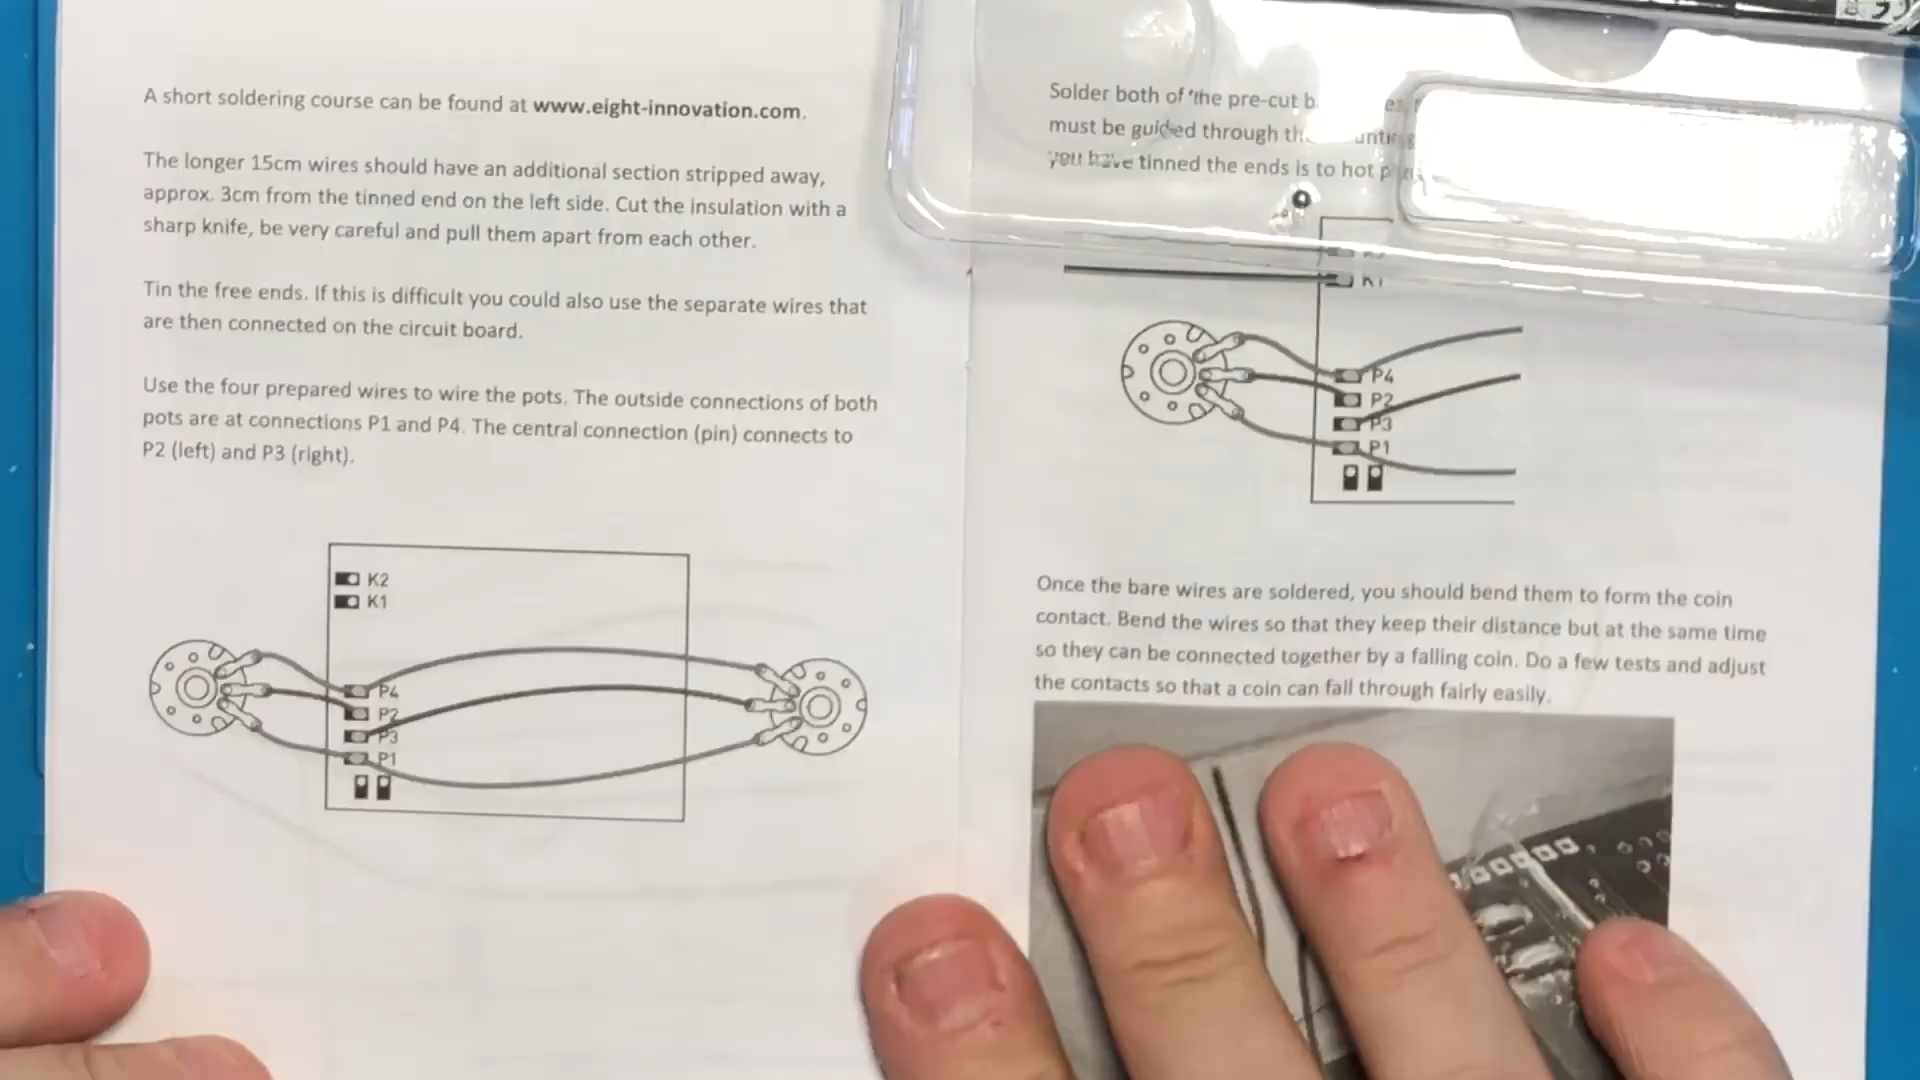 A short soldering course can be found at www.eight-innovation.com.
The longer 15cm wires should have an additional section stripped away,
approx. 3cm from the tinned end on the left side. Cut the insulation with a
sharp knife, be very careful and pull them apart from each other.
Tin the free ends. If this is difficult you could also use the separate wires that
are then connected on the circuit board.
Use the four prepared wires to wire the pots. The outside connections of both
pots are at connections P1 and P4. The central connection (pin) connects to
P2 (left) and P3 (right).
K2
K1
P4
P2
P3
P1
Solder both of the pre-cut
must be guided through
you have tinned the ends is to hot
K1
P4
P2
P3
P1
Once the bare wires are soldered, you should bend them to form the coin
contact. Bend the wires so that they keep their distance but at the same time
so they can be connected together by a falling coin. Do a few tests and adjust
the contacts so that a coin can fall through fairly easily.